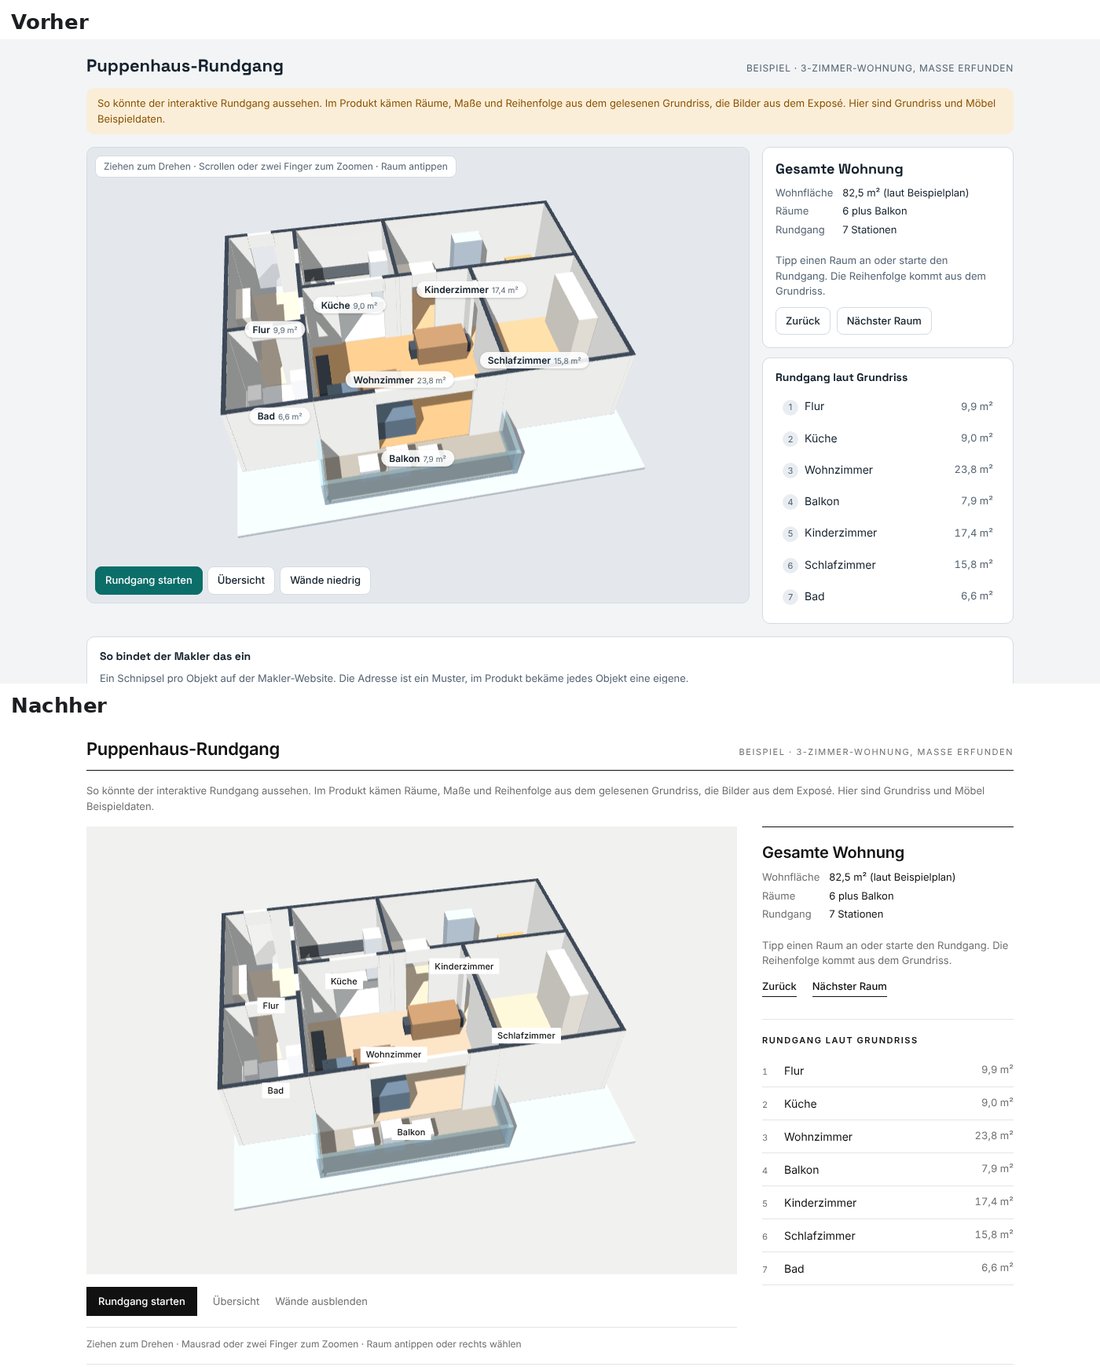 Vorher
Puppenhaus-Rundgang
BEISPIEL · 3-ZIMMER-WOHNUNG, MASSE ERFUNDEN
So könnte der interaktive Rundgang aussehen. Im Produkt kämen Räume, Maße und Reihenfolge aus dem gelesenen Grundriss, die Bilder aus dem Exposé. Hier sind Grundriss und Möbel
Beispieldaten.
Ziehen zum Drehen · Scrollen oder zwei Finger zum Zoomen · Raum antippen
Kinderzimmer 17,4 m²
Küche 9,0 m²
Flur 9,9 m²
Schlafzimmer 15,8 m²
Wohnzimmer 23,8 m²
Bad 6,6 m²
Balkon 7,9 m²
Rundgang starten
Übersicht
Wände niedrig
Gesamte Wohnung
Wohnfläche 82,5 m² (laut Beispielplan)
Räume 6 plus Balkon
Rundgang 7 Stationen
Tipp einen Raum an oder starte den
Rundgang. Die Reihenfolge kommt aus dem
Grundriss.
Zurück
Nächster Raum
Rundgang laut Grundriss
1 Flur 9,9 m²
2 Küche 9,0 m²
3 Wohnzimmer 23,8 m²
4 Balkon 7,9 m²
5 Kinderzimmer 17,4 m²
6 Schlafzimmer 15,8 m²
7 Bad 6,6 m²
So bindet der Makler das ein
Ein Schnipsel pro Objekt auf der Makler-Website. Die Adresse ist ein Muster, im Produkt bekäme jedes Objekt eine eigene.
Nachher
Puppenhaus-Rundgang
BEISPIEL · 3-ZIMMER-WOHNUNG, MASSE ERFUNDEN
So könnte der interaktive Rundgang aussehen. Im Produkt kämen Räume, Maße und Reihenfolge aus dem gelesenen Grundriss, die Bilder aus dem Exposé. Hier sind Grundriss und Möbel
Beispieldaten.
Kinderzimmer
Küche
Flur
Schlafzimmer
Wohnzimmer
Bad
Balkon
Rundgang starten
Übersicht
Wände ausblenden
Ziehen zum Drehen · Mausrad oder zwei Finger zum Zoomen · Raum antippen oder rechts wählen
Gesamte Wohnung
Wohnfläche 82,5 m² (laut Beispielplan)
Räume 6 plus Balkon
Rundgang 7 Stationen
Tipp einen Raum an oder starte den Rundgang. Die
Reihenfolge kommt aus dem Grundriss.
Zurück
Nächster Raum
RUNDGANG LAUT GRUNDRISS
1 Flur 9,9 m²
2 Küche 9,0 m²
3 Wohnzimmer 23,8 m²
4 Balkon 7,9 m²
5 Kinderzimmer 17,4 m²
6 Schlafzimmer 15,8 m²
7 Bad 6,6 m²